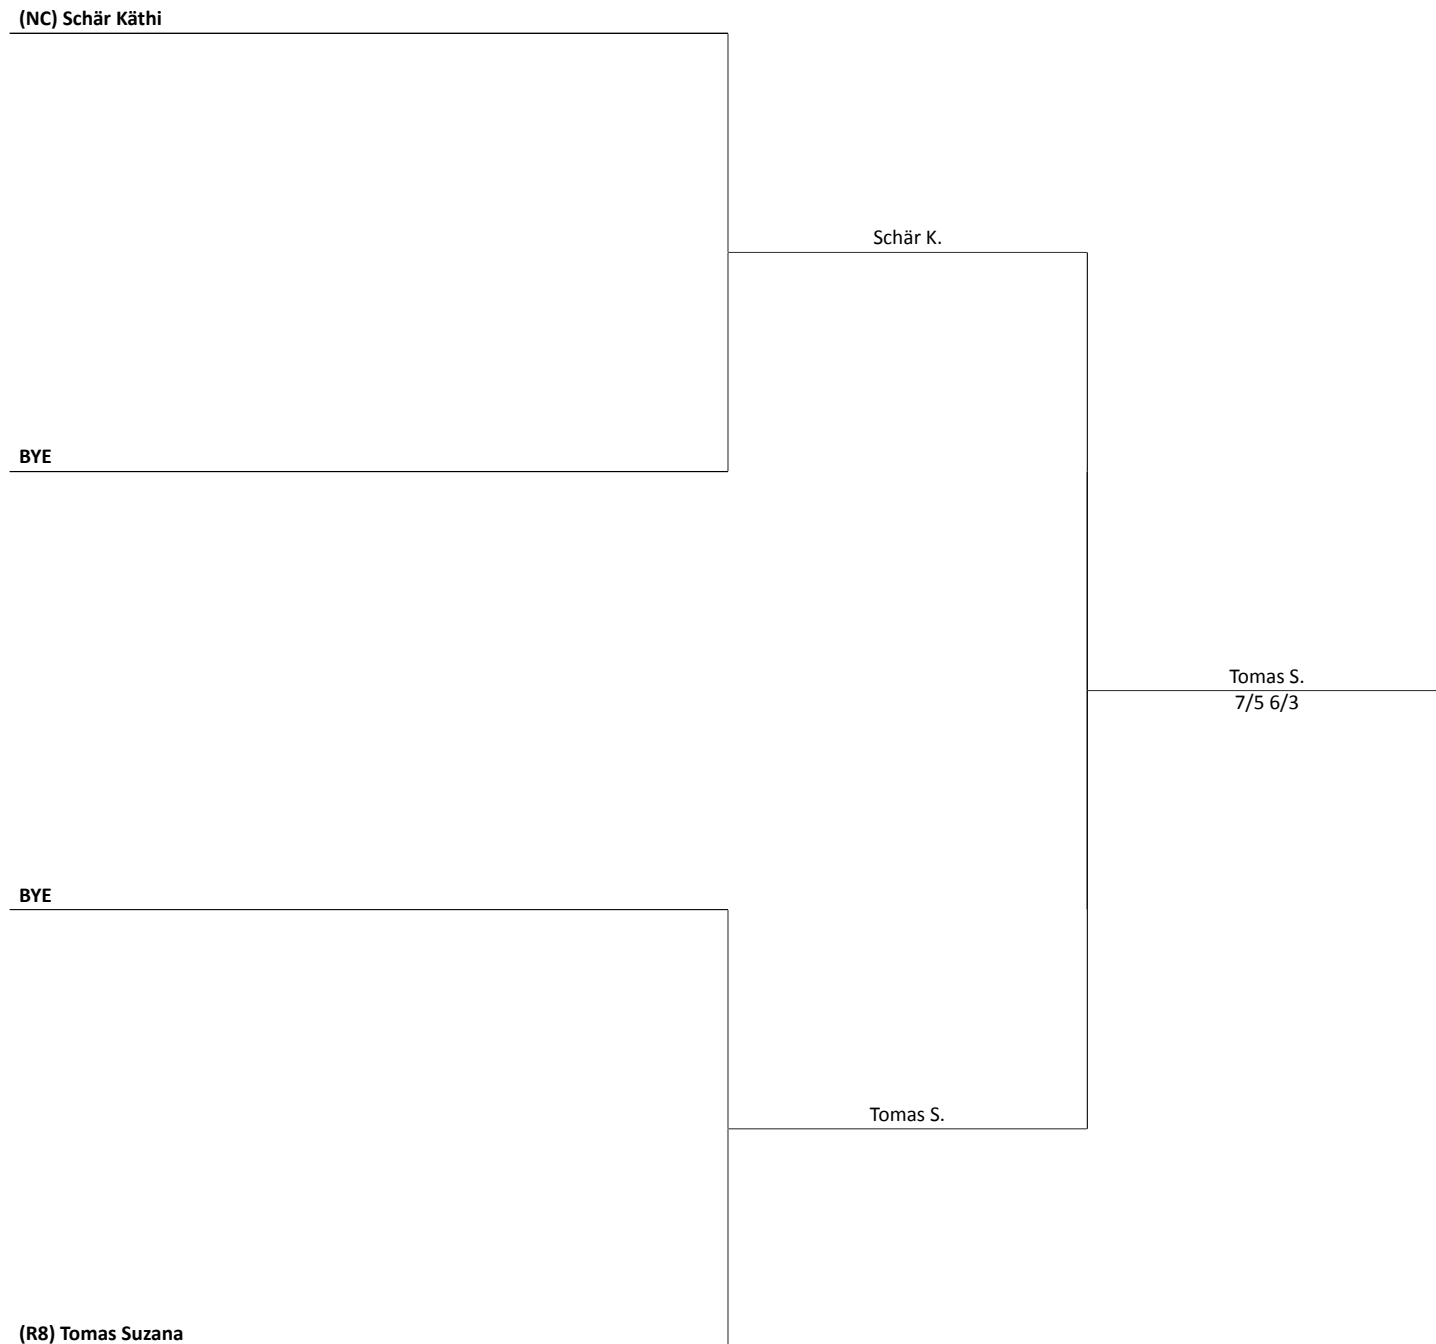 (NC) Schär Käthi
Schär K.
BYE
Tomas S.
7/5 6/3
BYE
Tomas S.
(R8) Tomas Suzana